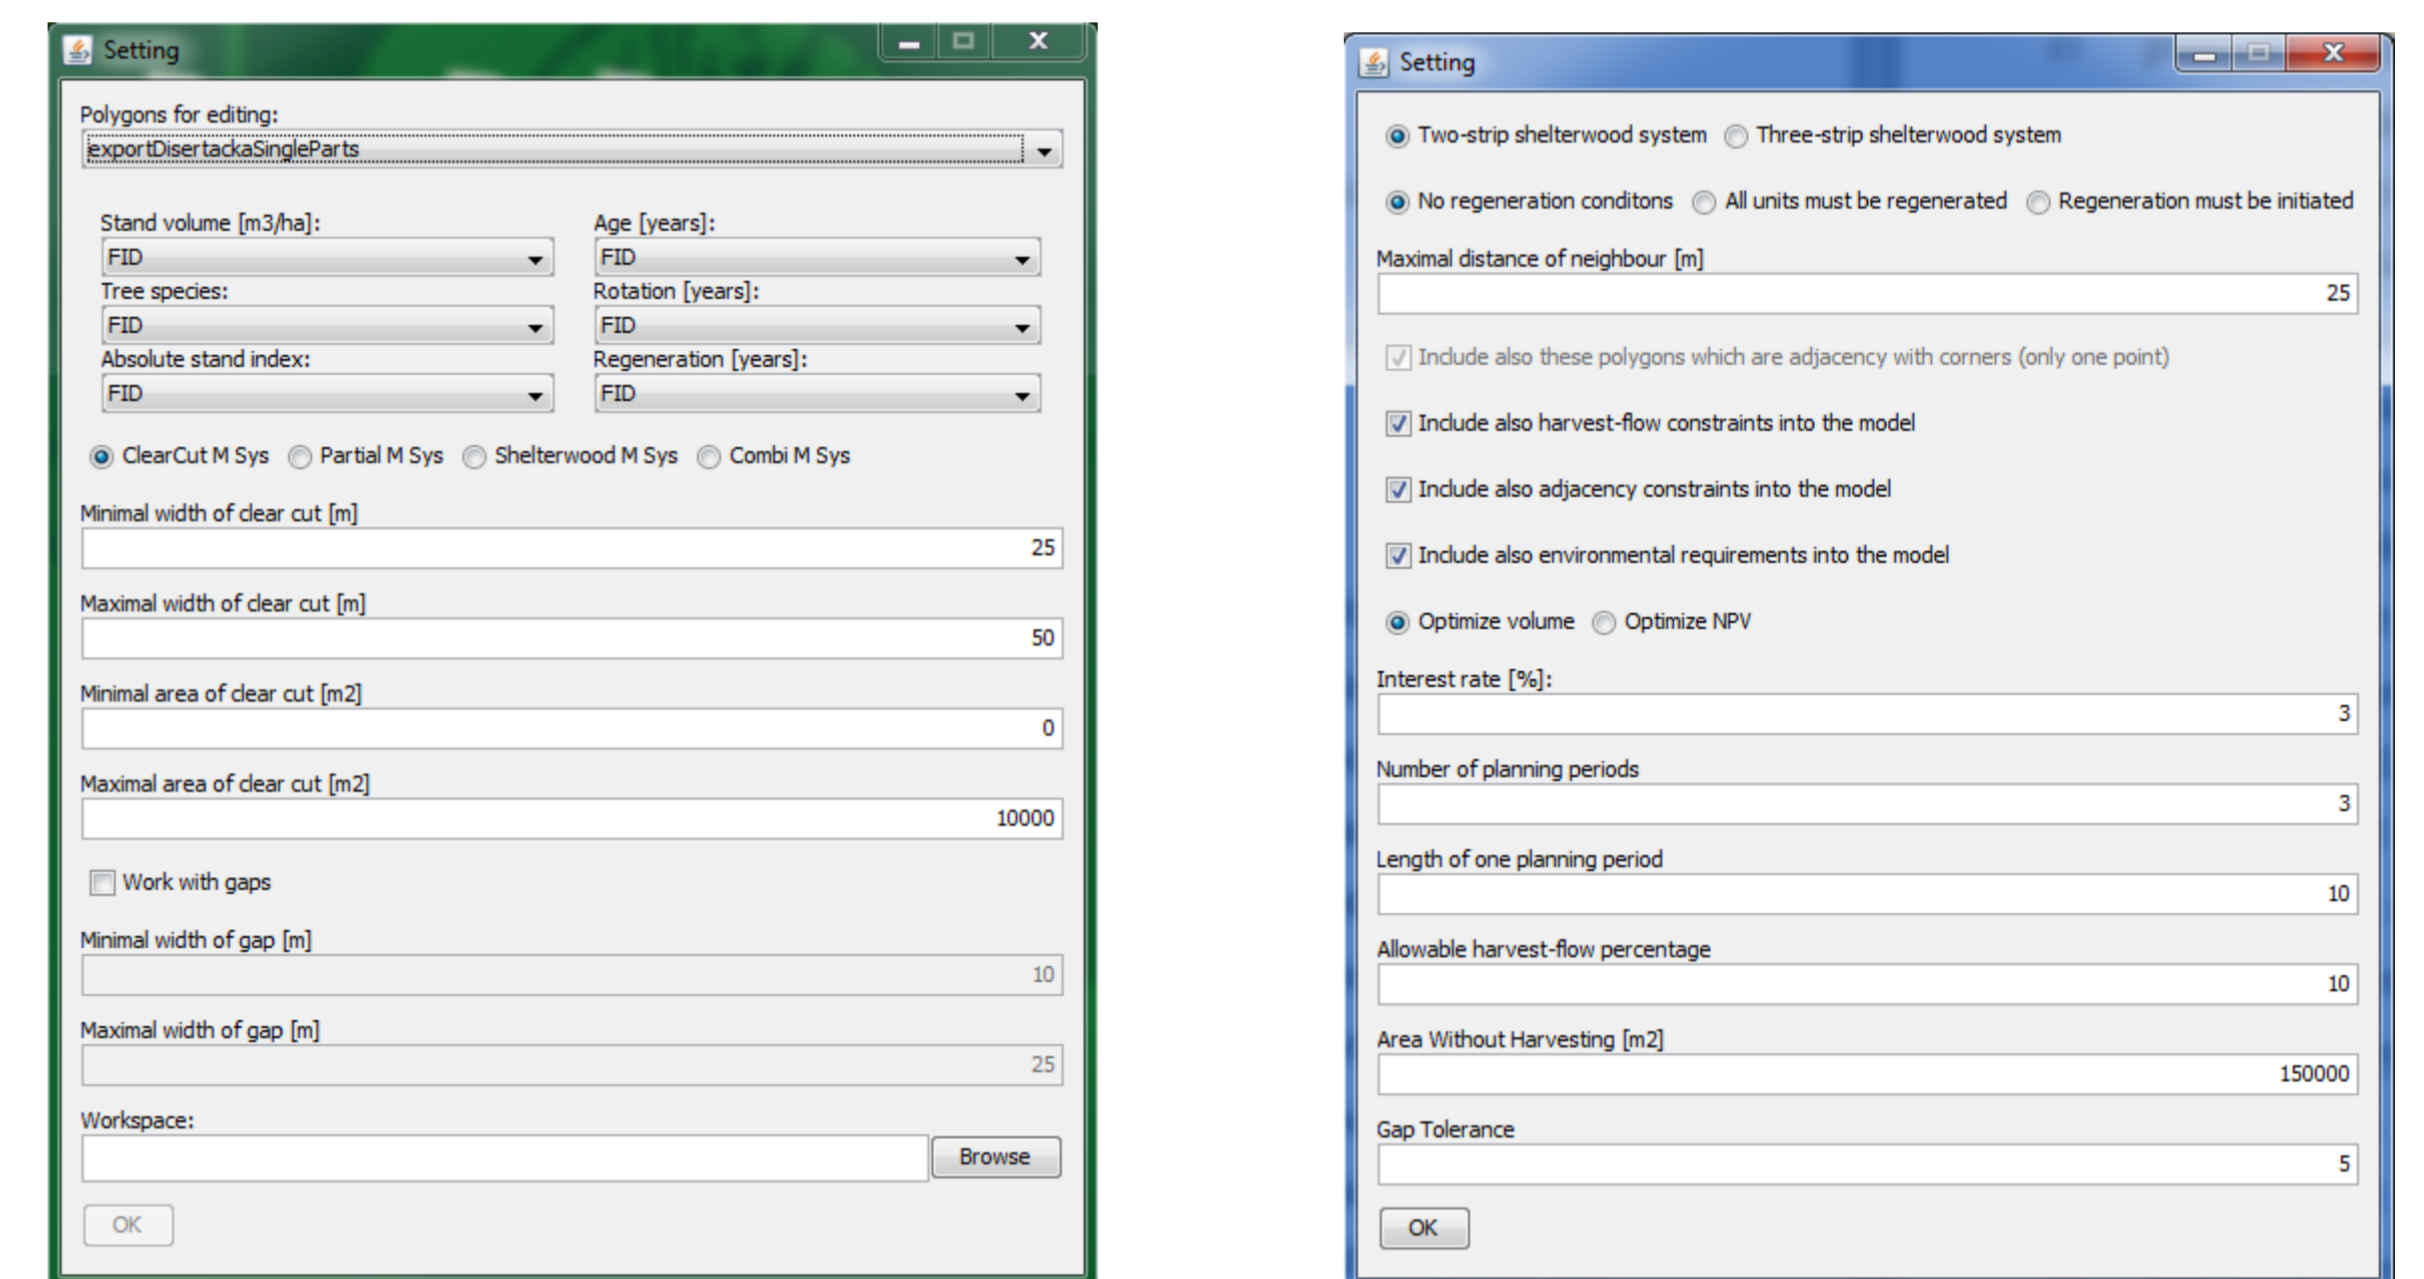 Setting
Polygons for editing:
exportDisertackaSingleParts
Stand volume [m3/ha]: Age [years]:
FID FID
Tree species: Rotation [years]:
FID FID
Absolute stand index: Regeneration [years]:
FID FID
ClearCut M Sys Partial M Sys Shelterwood M Sys Combi M Sys
Minimal width of clear cut [m]
25
Maximal width of clear cut [m]
50
Minimal area of clear cut [m2]
0
Maximal area of clear cut [m2]
10000
Work with gaps
Minimal width of gap [m]
10
Maximal width of gap [m]
25
Workspace:
Browse
OK
Setting
Two-strip shelterwood system Three-strip shelterwood system
No regeneration conditons All units must be regenerated Regeneration must be initiated
Maximal distance of neighbour [m]
25
Include also these polygons which are adjacency with corners (only one point)
Include also harvest-flow constraints into the model
Include also adjacency constraints into the model
Include also environmental requirements into the model
Optimize volume Optimize NPV
Interest rate [%]:
3
Number of planning periods
3
Length of one planning period
10
Allowable harvest-flow percentage
10
Area Without Harvesting [m2]
150000
Gap Tolerance
5
OK